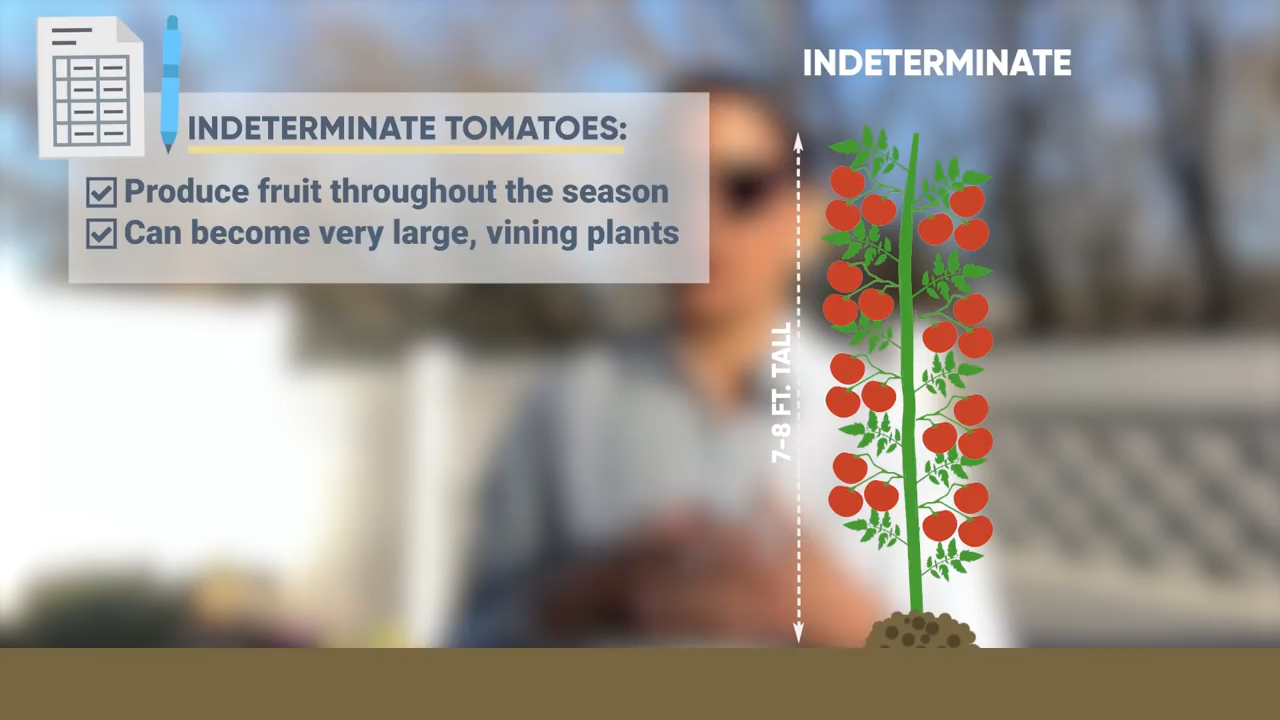 INDETERMINATE TOMATOES:
Produce fruit throughout the season
Can become very large, vining plants
INDETERMINATE
7-8 FT. TALL